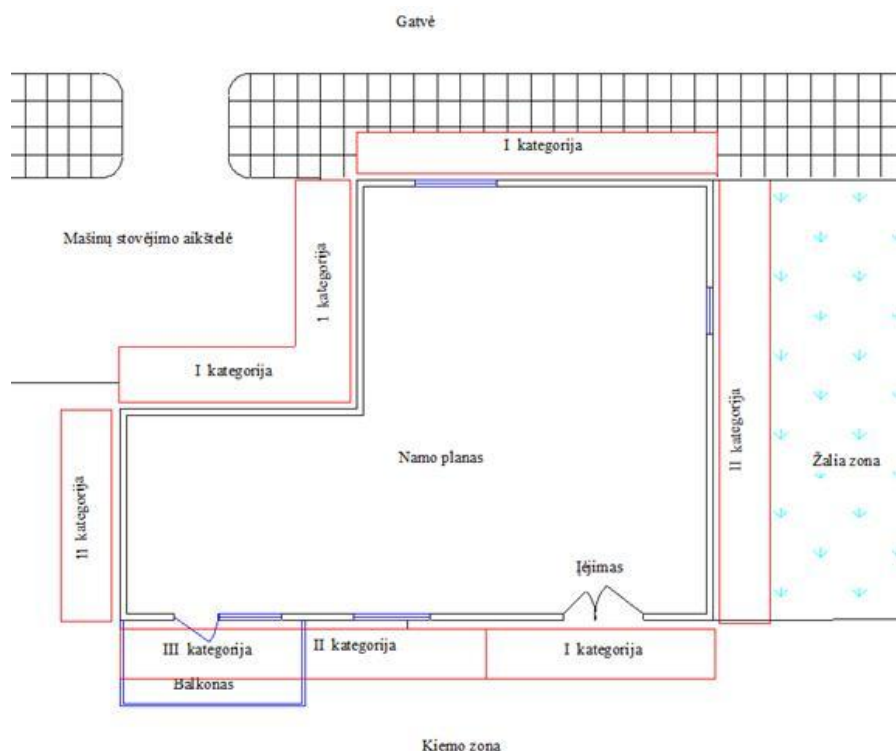 Gatvė
I kategorija
Mašinų stovėjimo aikštelė
I kategorija
I kategorija
II kategorija
Namo planas
Žalia zona
II kategorija
Įėjimas
III kategorija
II kategorija
I kategorija
Balkonas
Kiemo zona